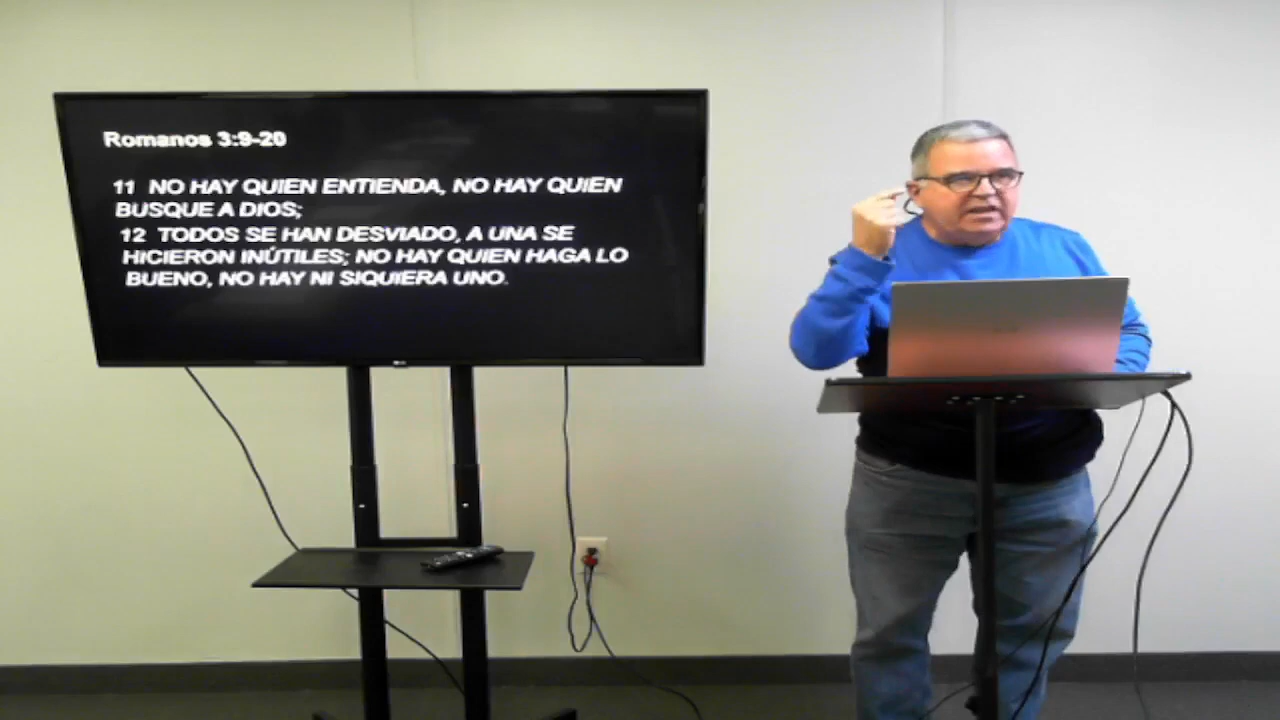 Romanos 3:9-20
11 NO HAY QUIEN ENTIENDA, NO HAY QUIEN
BUSQUE A DIOS;
12 TODOS SE HAN DESVIADO, A UNA SE
HICIERON INÚTILES; NO HAY QUIEN HAGA LO
BUENO, NO HAY NI SIQUIERA UNO.